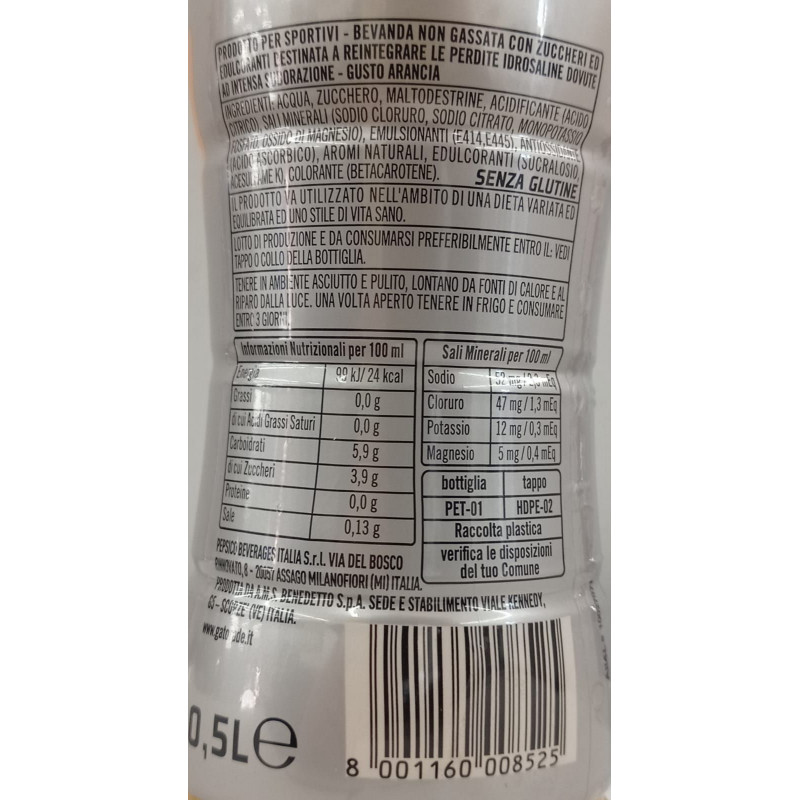 PRODOTTO PER SPORTIVI - BEVANDA NON GASSATA CON ZUCCHERI ED
EDULCORANTI DESTINATA A REINTEGRARE LE PERDITE IDROSALINE DOVUTE
AD INTENSA SUDORAZIONE - GUSTO ARANCIA
INGREDIENTI: ACQUA, ZUCCHERO, MALTODESTRINE, ACIDIFICANTE (ACIDO
CITRICO), SALI MINERALI (SODIO CLORURO, SODIO CITRATO, MONOPOTASSIO
FOSFATO, OSSIDO DI MAGNESIO), EMULSIONANTI (E414, E445),
(ACIDO ASCORBICO), AROMI NATURALI, EDULCORANTI (SUCRALOSIO,
ACESULFAME K), COLORANTE (BETACAROTENE). SENZA GLUTINE
IL PRODOTTO VA UTILIZZATO NELL'AMBITO DI UNA DIETA VARIATA ED
EQUILIBRATA ED UNO STILE DI VITA SANO.
LOTTO DI PRODUZIONE E DA CONSUMARSI PREFERIBILMENTE ENTRO IL: VEDI
TAPPO O COLLO DELLA BOTTIGLIA.
TENERE IN AMBIENTE ASCIUTTO E PULITO, LONTANO DA FONTI DI CALORE E AL
RIPARO DALLA LUCE. UNA VOLTA APERTO TENERE IN FRIGO E CONSUMARE
ENTRO 3 GIORNI.
Informazioni Nutrizionali per 100 ml
Energia kJ/ 24 kcal
Grassi 0,0 g
di cui Acidi Grassi Saturi 0,0 g
Carboidrati 5,9 g
di cui Zuccheri 3,9 g
Proteine 0,0 g
Sale 0,13 g
Sali Minerali per 100 ml
Sodio 52 mg /
Cloruro 47 mg / 1,3 mEq
Potassio 12 mg / 0,3 mEq
Magnesio 5 mg / 0,4 mEq
bottiglia tappo
PET-01 HDPE-02
Raccolta plastica
verifica le disposizioni
del tuo Comune
PEPSICO BEVERAGES ITALIA S.r.l. VIA DEL BOSCO
RINNOVATO, 8 - ASSAGO MILANOFIORI (MI) ITALIA.
PRODOTTA DA A.M.S. BENEDETTO S.p.A. SEDE E STABILIMENTO VIALE KENNEDY,
65 - SCORZE' (VE) ITALIA.
www.gatorade.it
0,5L e
8 001160 008525